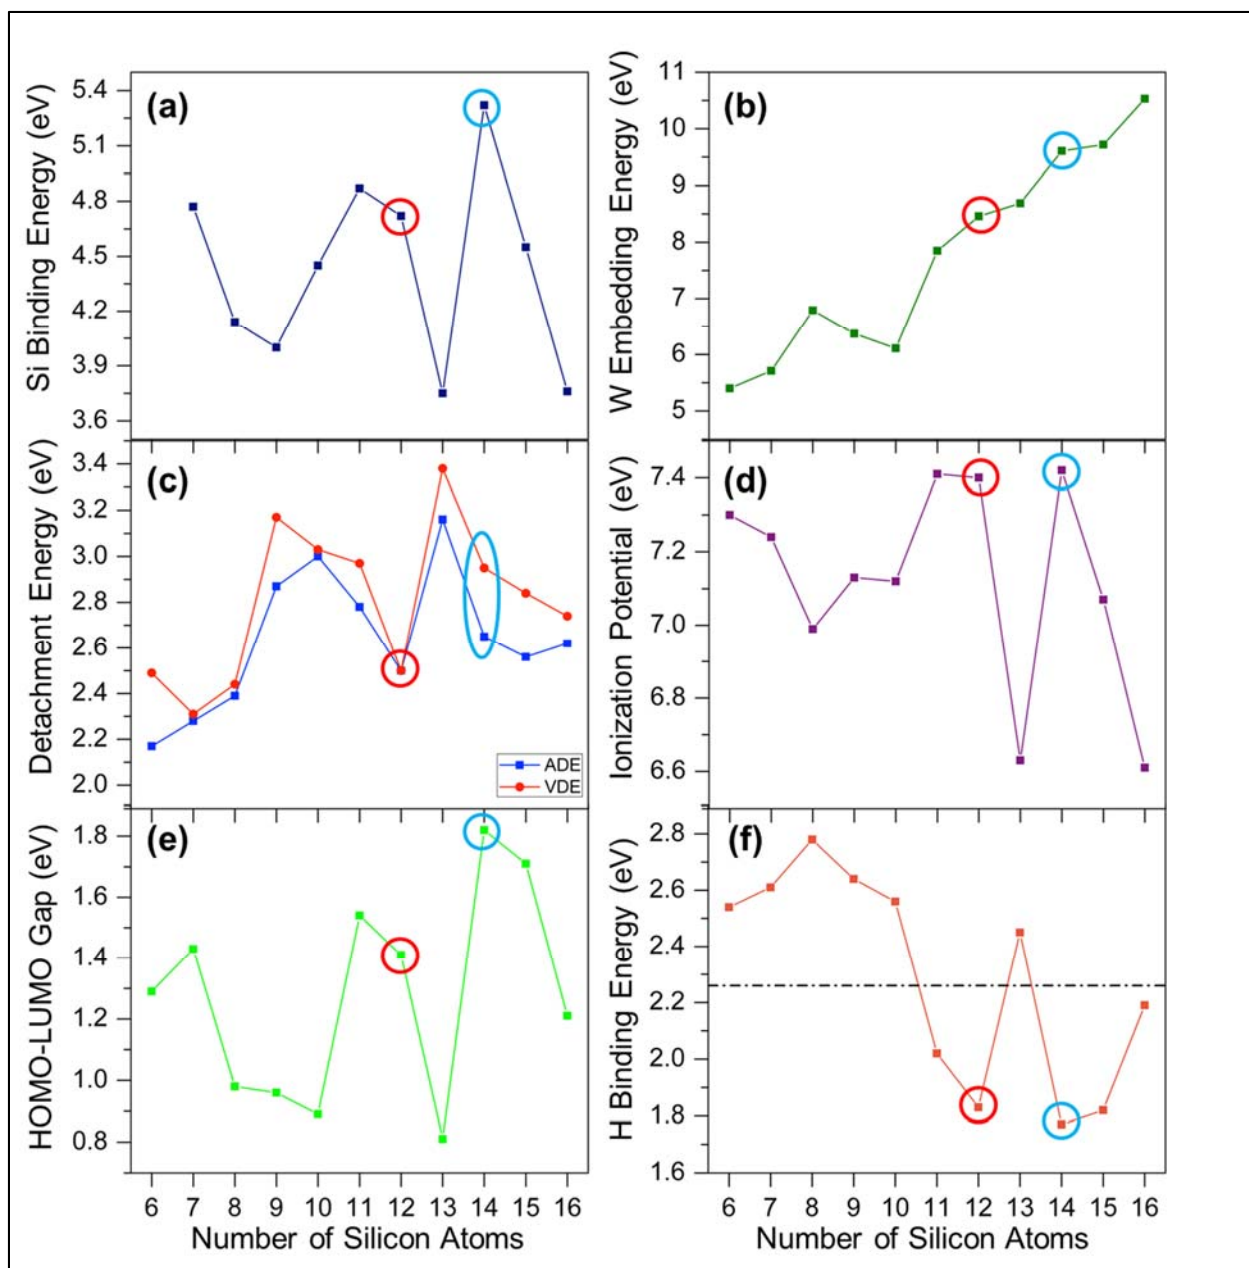 (a)
Si Binding Energy (eV)
5.4
5.1
4.8
4.5
4.2
3.9
3.6
(b)
W Embedding Energy (eV)
11
10
9
8
7
6
5
(c)
Detachment Energy (eV)
3.4
3.2
3.0
2.8
2.6
2.4
2.2
2.0
ADE
VDE
(d)
Ionization Potential (eV)
7.4
7.2
7.0
6.8
6.6
(e)
HOMO-LUMO Gap (eV)
1.8
1.6
1.4
1.2
1.0
0.8
6 7 8 9 10 11 12 13 14 15 16
Number of Silicon Atoms
(f)
H Binding Energy (eV)
2.8
2.6
2.4
2.2
2.0
1.8
1.6
6 7 8 9 10 11 12 13 14 15 16
Number of Silicon Atoms